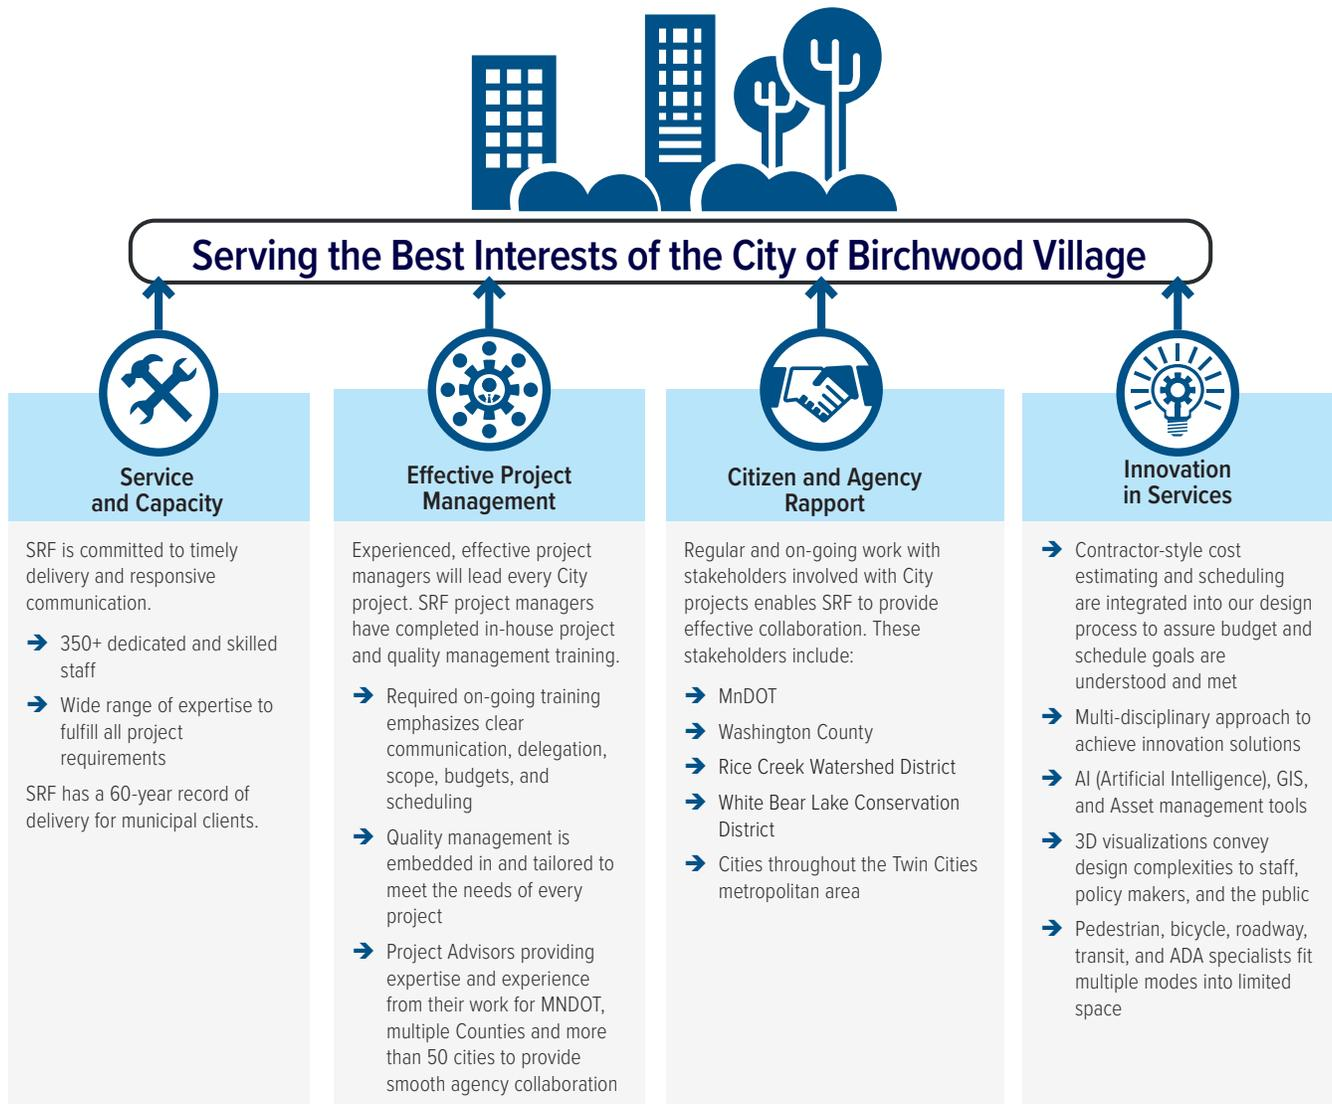 Serving the Best Interests of the City of Birchwood Village
Service
and Capacity
SRF is committed to timely
delivery and responsive
communication.
350+ dedicated and skilled
staff
Wide range of expertise to
fulfill all project
requirements
SRF has a 60-year record of
delivery for municipal clients.
Effective Project
Management
Experienced, effective project
managers will lead every City
project. SRF project managers
have completed in-house project
and quality management training.
Required on-going training
emphasizes clear
communication, delegation,
scope, budgets, and
scheduling
Quality management is
embedded in and tailored to
meet the needs of every
project
Project Advisors providing
expertise and experience
from their work for MNDOT,
multiple Counties and more
than 50 cities to provide
smooth agency collaboration
Citizen and Agency
Rapport
Regular and on-going work with
stakeholders involved with City
projects enables SRF to provide
effective collaboration. These
stakeholders include:
MnDOT
Washington County
Rice Creek Watershed District
White Bear Lake Conservation
District
Cities throughout the Twin Cities
metropolitan area
Innovation
in Services
Contractor-style cost
estimating and scheduling
are integrated into our design
process to assure budget and
schedule goals are
understood and met
Multi-disciplinary approach to
achieve innovation solutions
AI (Artificial Intelligence), GIS,
and Asset management tools
3D visualizations convey
design complexities to staff,
policy makers, and the public
Pedestrian, bicycle, roadway,
transit, and ADA specialists fit
multiple modes into limited
space